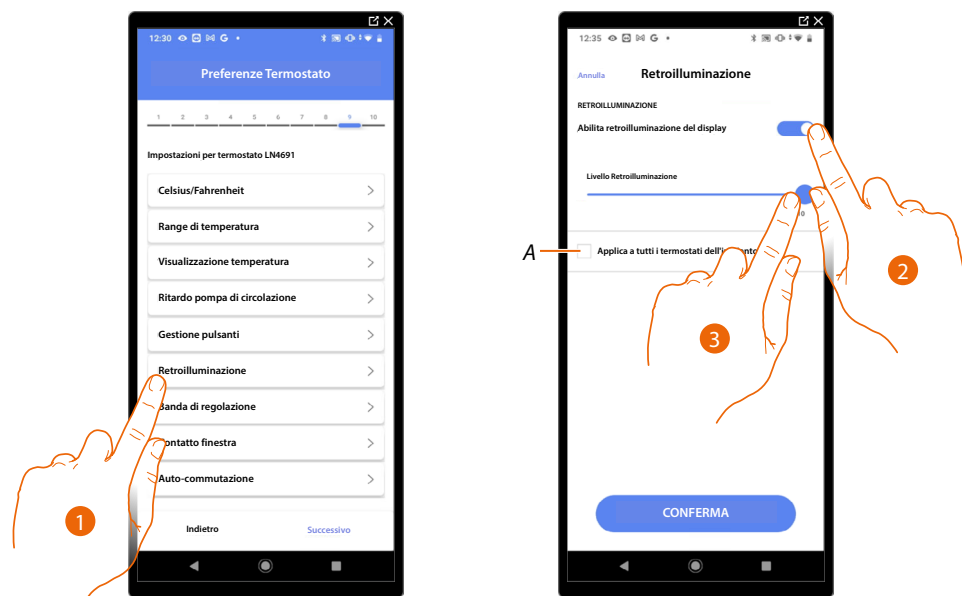 12:30
Preferenze Termostato
1 2 3 4 5 6 7 8 9 10
Impostazioni per termostato LN4691
Celsius/Fahrenheit
Range di temperatura
Visualizzazione temperatura
Ritardo pompa di circolazione
Gestione pulsanti
Retroilluminazione
Banda di regolazione
ontatto finestra
Auto-commutazione
Indietro Successivo
1
12:35
Annulla Retroilluminazione
RETROILLUMINAZIONE
Abilita retroilluminazione del display
Livello Retroilluminazione
A
Applica a tutti i termostati
2
3
CONFERMA